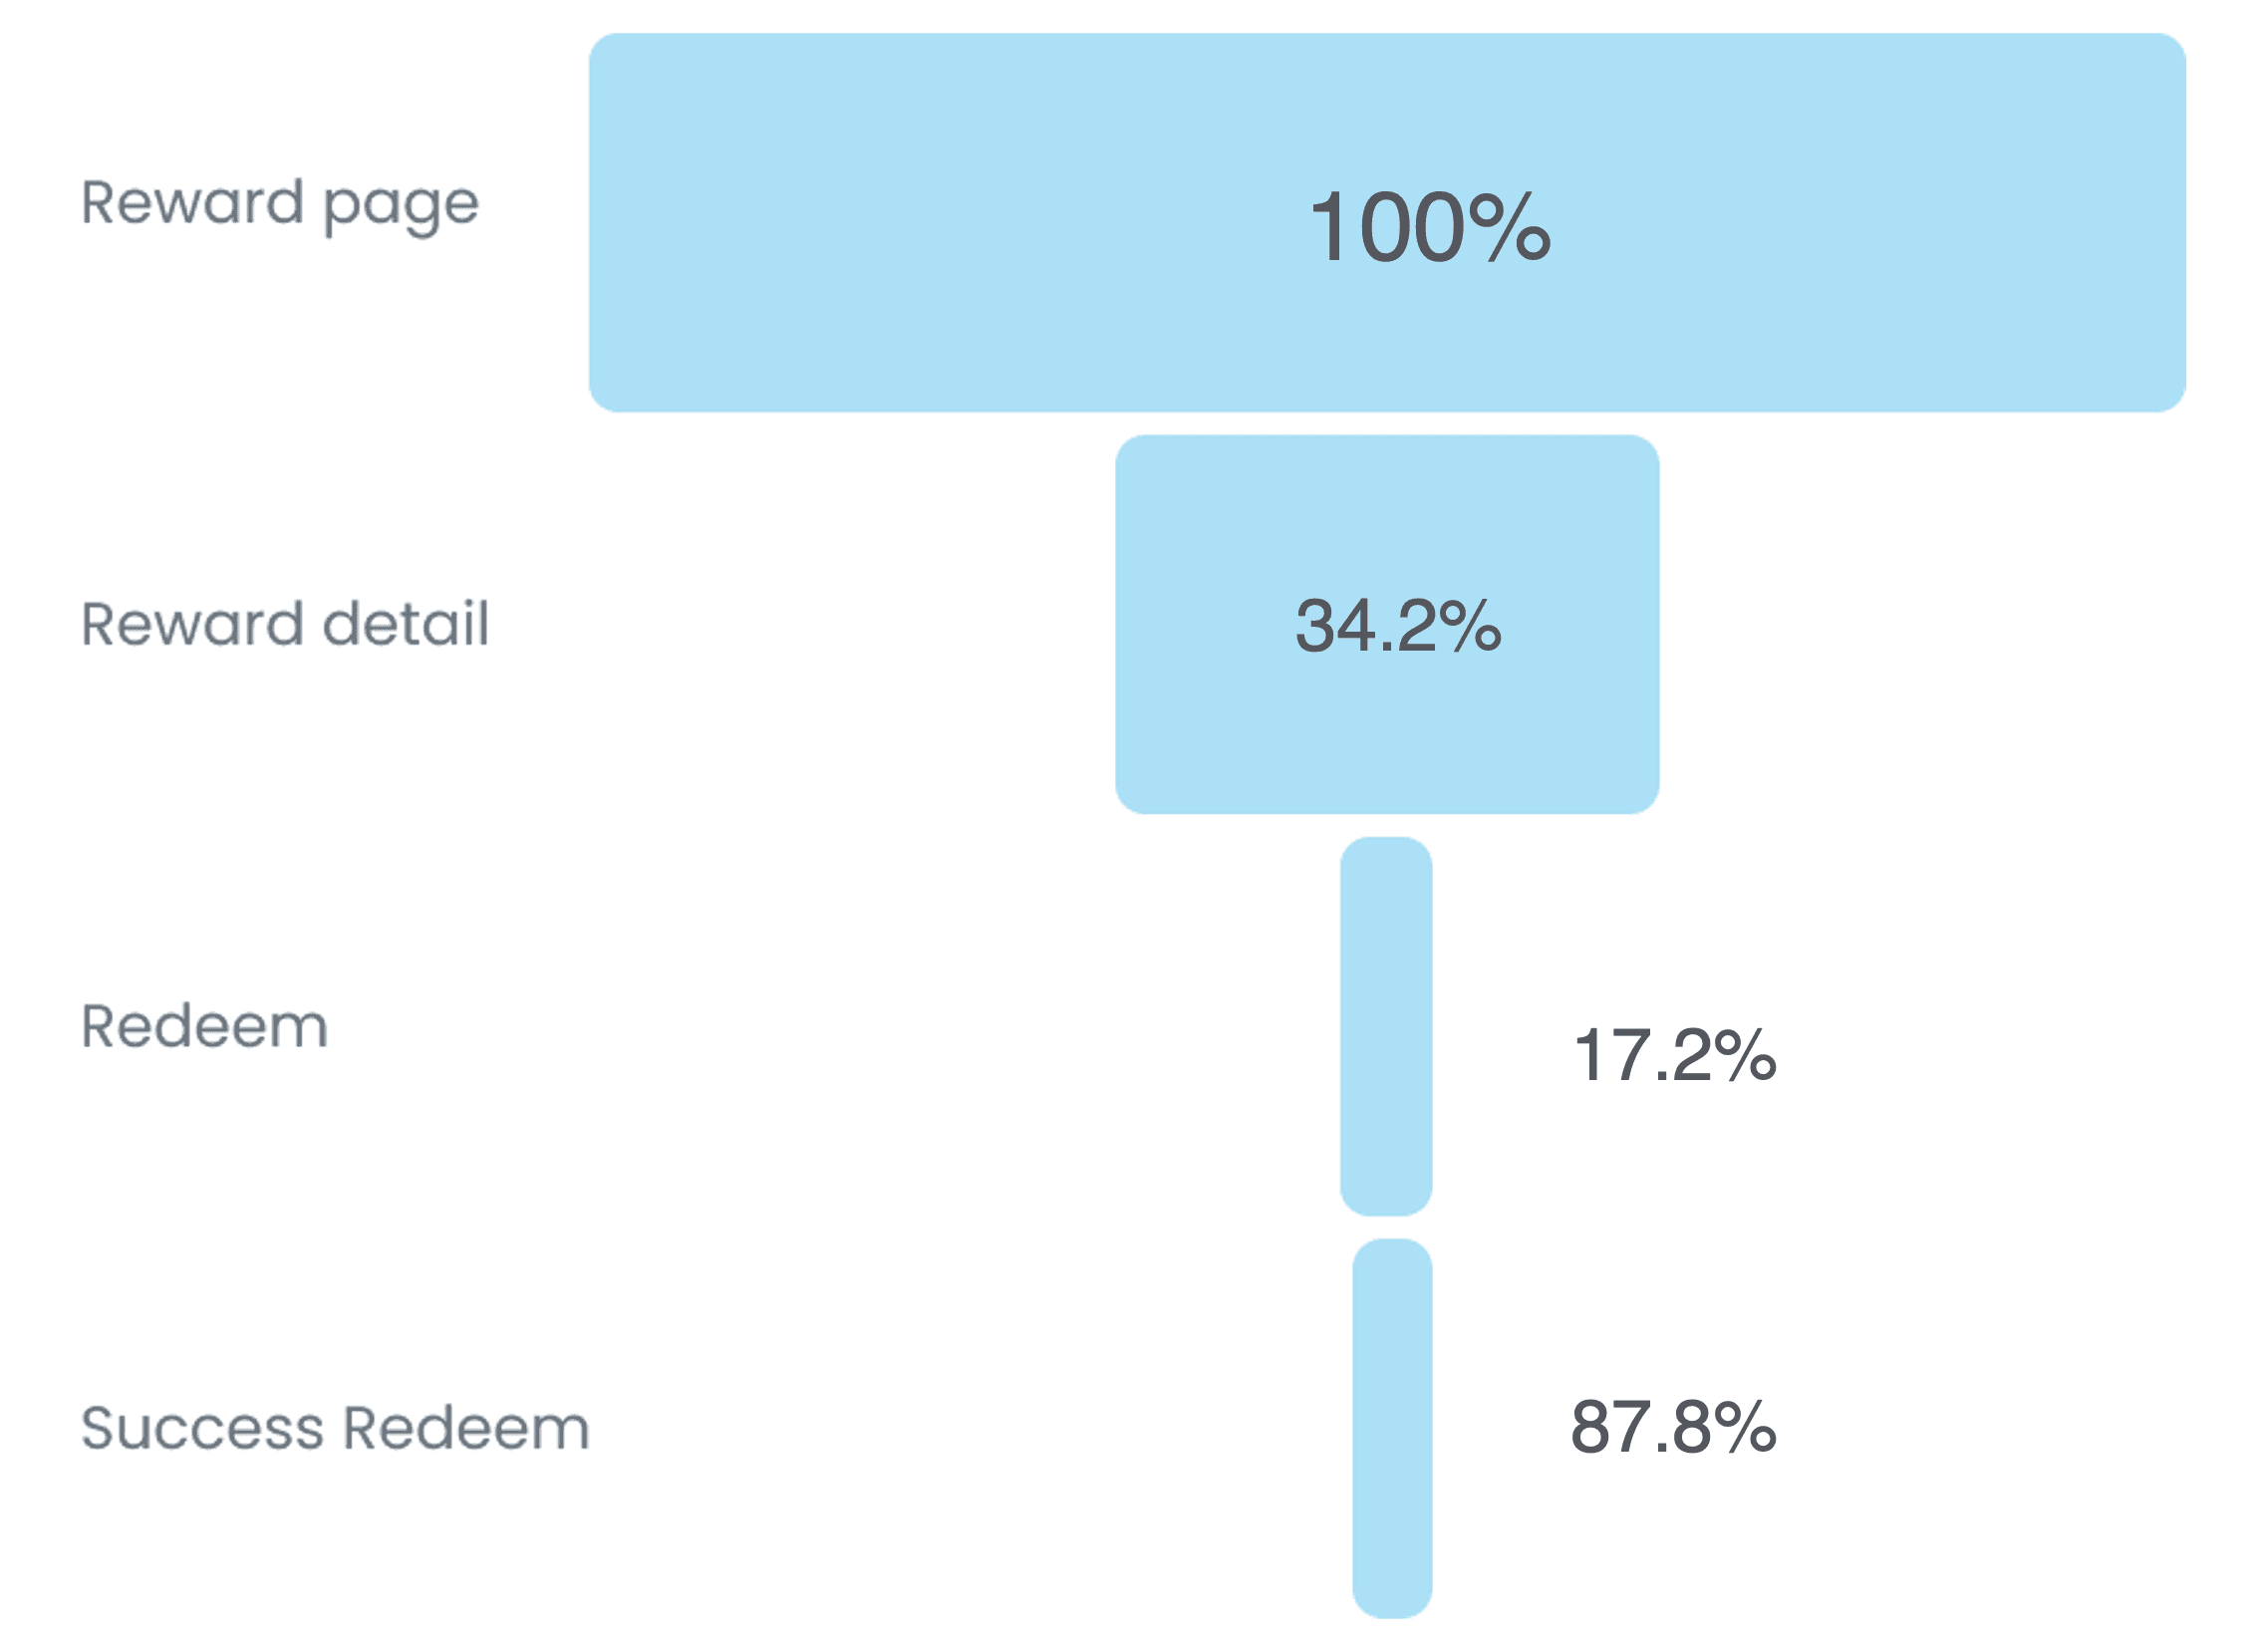 Reward page
100%
Reward detail
34.2%
Redeem
17.2%
Success Redeem
87.8%